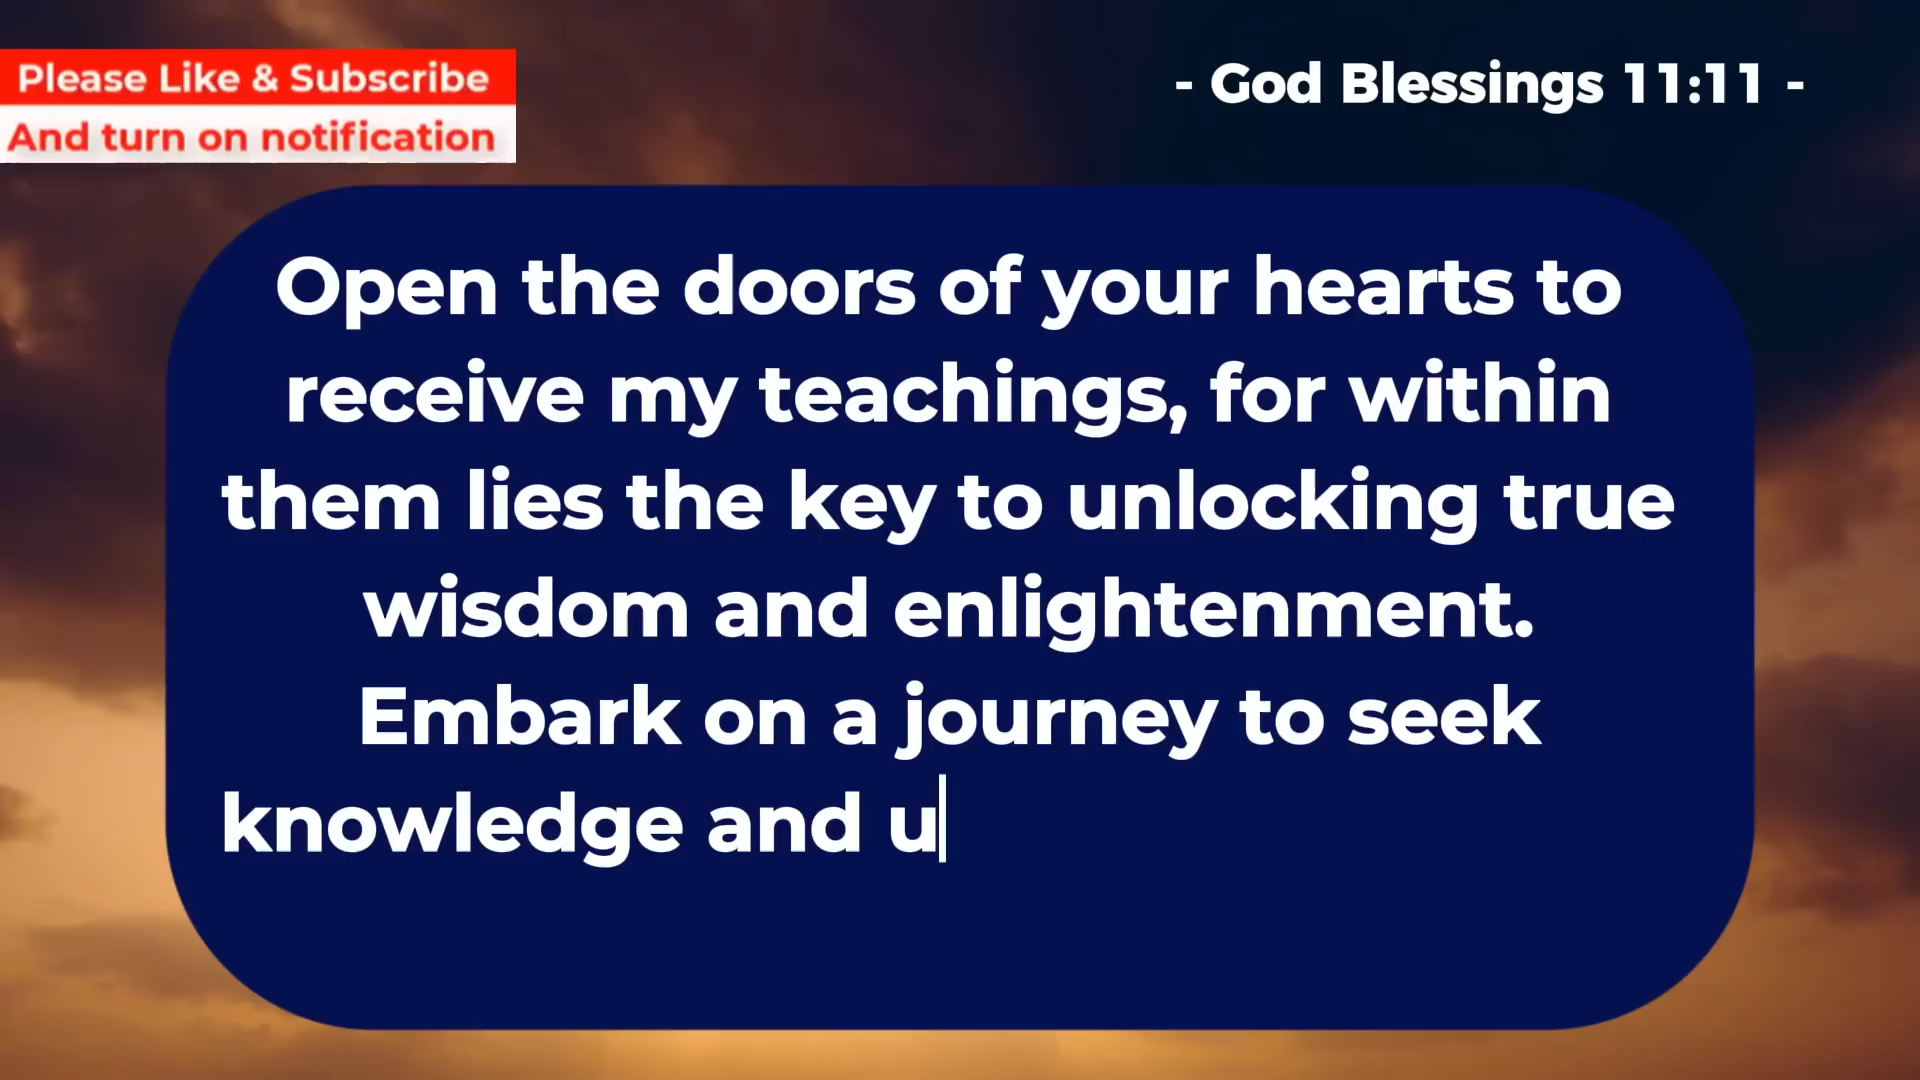 Please Like & Subscribe
And turn on notification
- God Blessings 11:11 -
Open the doors of your hearts to
receive my teachings, for within
them lies the key to unlocking true
wisdom and enlightenment.
Embark on a journey to seek
knowledge and u